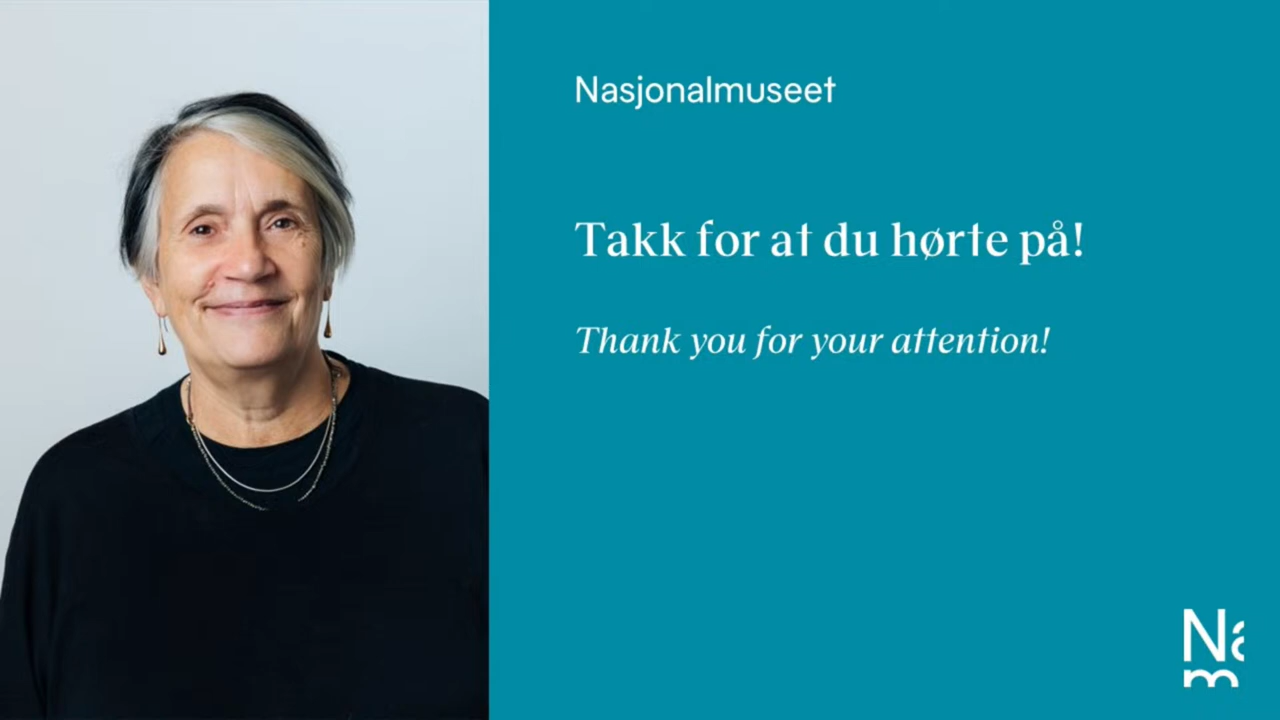 Nasjonalmuseet
Takk for at du hørte på!
Thank you for your attention!
Na
m